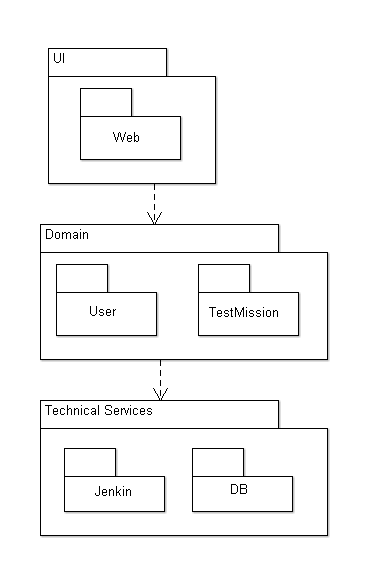 UI
Web
Domain
User
TestMission
Technical Services
Jenkin
DB